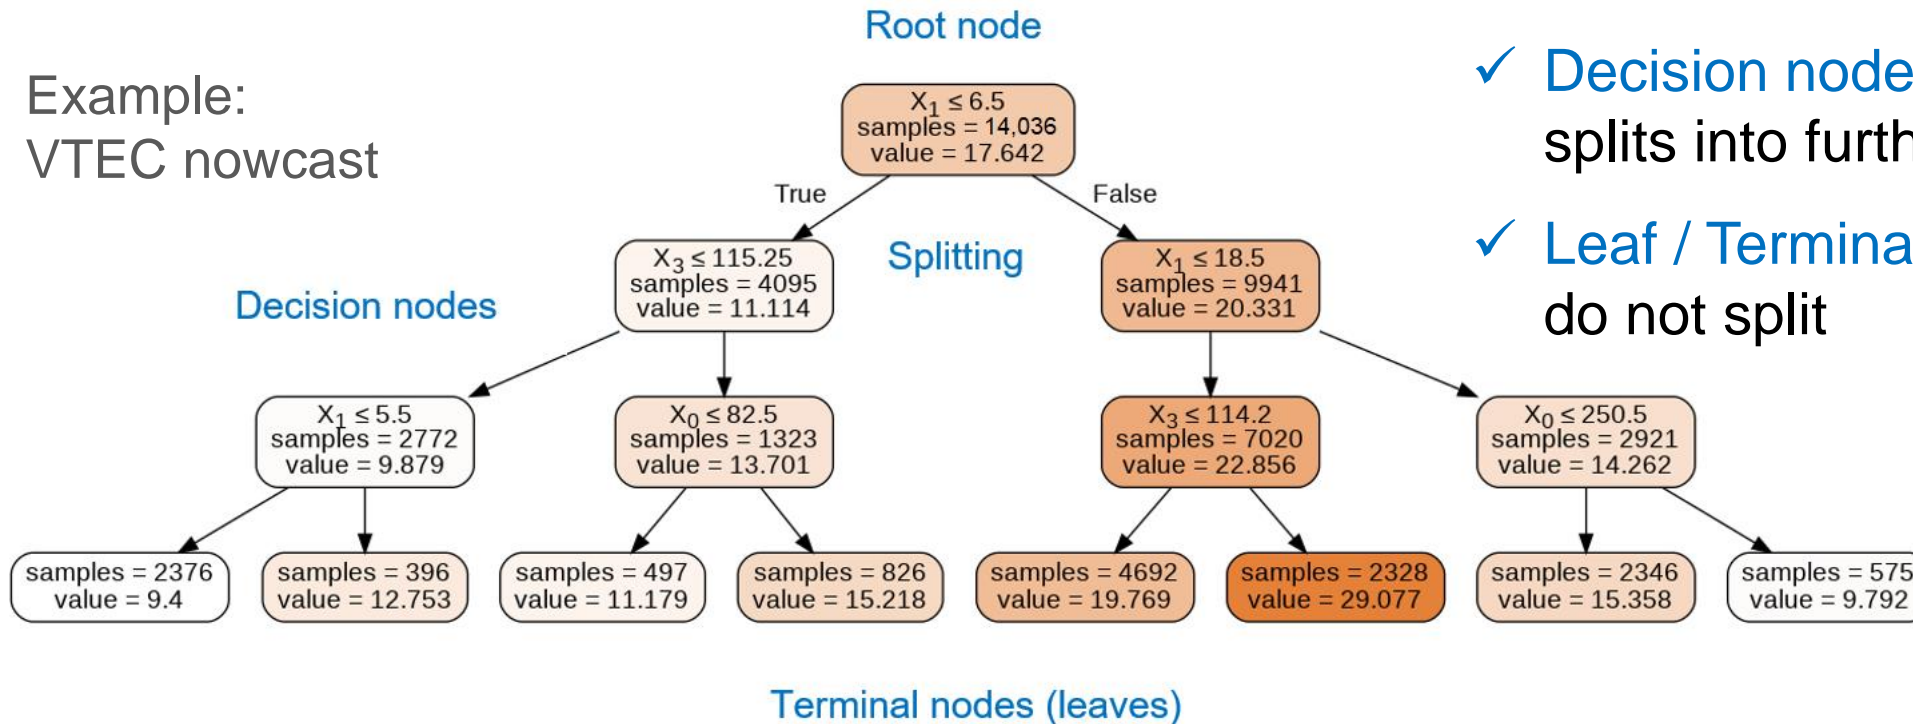 Root node
Example:
VTEC nowcast
X1 ≤ 6.5
samples = 14,036
value = 17.642
True
False
Splitting
Decision nodes
X3 ≤ 115.25
samples = 4095
value = 11.114
X1 ≤ 18.5
samples = 9941
value = 20.331
X1 ≤ 5.5
samples = 2772
value = 9.879
X0 ≤ 82.5
samples = 1323
value = 13.701
X3 ≤ 114.2
samples = 7020
value = 22.856
X0 ≤ 250.5
samples = 2921
value = 14.262
samples = 2376
value = 9.4
samples = 396
value = 12.753
samples = 497
value = 11.179
samples = 826
value = 15.218
samples = 4692
value = 19.769
samples = 2328
value = 29.077
samples = 2346
value = 15.358
samples = 575
value = 9.792
Terminal nodes (leaves)
✓ Decision node
splits into furth
✓ Leaf / Termina
do not split